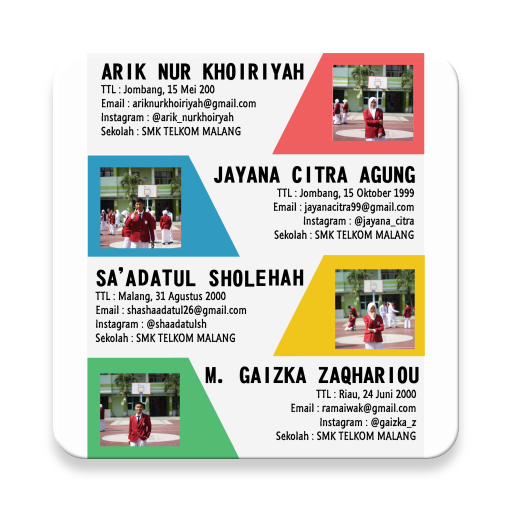 ARIK NUR KHOIRIYAH
TTL : Jombang, 15 Mei 200
Email : ariknurkhoiriyah@gmail.com
Instagram : @arik_nurkhoiryah
Sekolah : SMK TELKOM MALANG
JAYANA CITRA AGUNG
TTL : Jombang, 15 Oktober 1999
Email : jayanacitra99@gmail.com
Instagram : @jayana_citra
Sekolah : SMK TELKOM MALANG
SA'ADATUL SHOLEHAH
TTL : Malang, 31 Agustus 2000
Email : shashaadatul26@gmail.com
Instagram : @shaadatulsh
Sekolah : SMK TELKOM MALANG
M. GAIZKA ZAQHARIOU
TTL : Riau, 24 Juni 2000
Email : ramaiwak@gmail.com
Instagram : @gaizka_z
Sekolah : SMK TELKOM MALANG